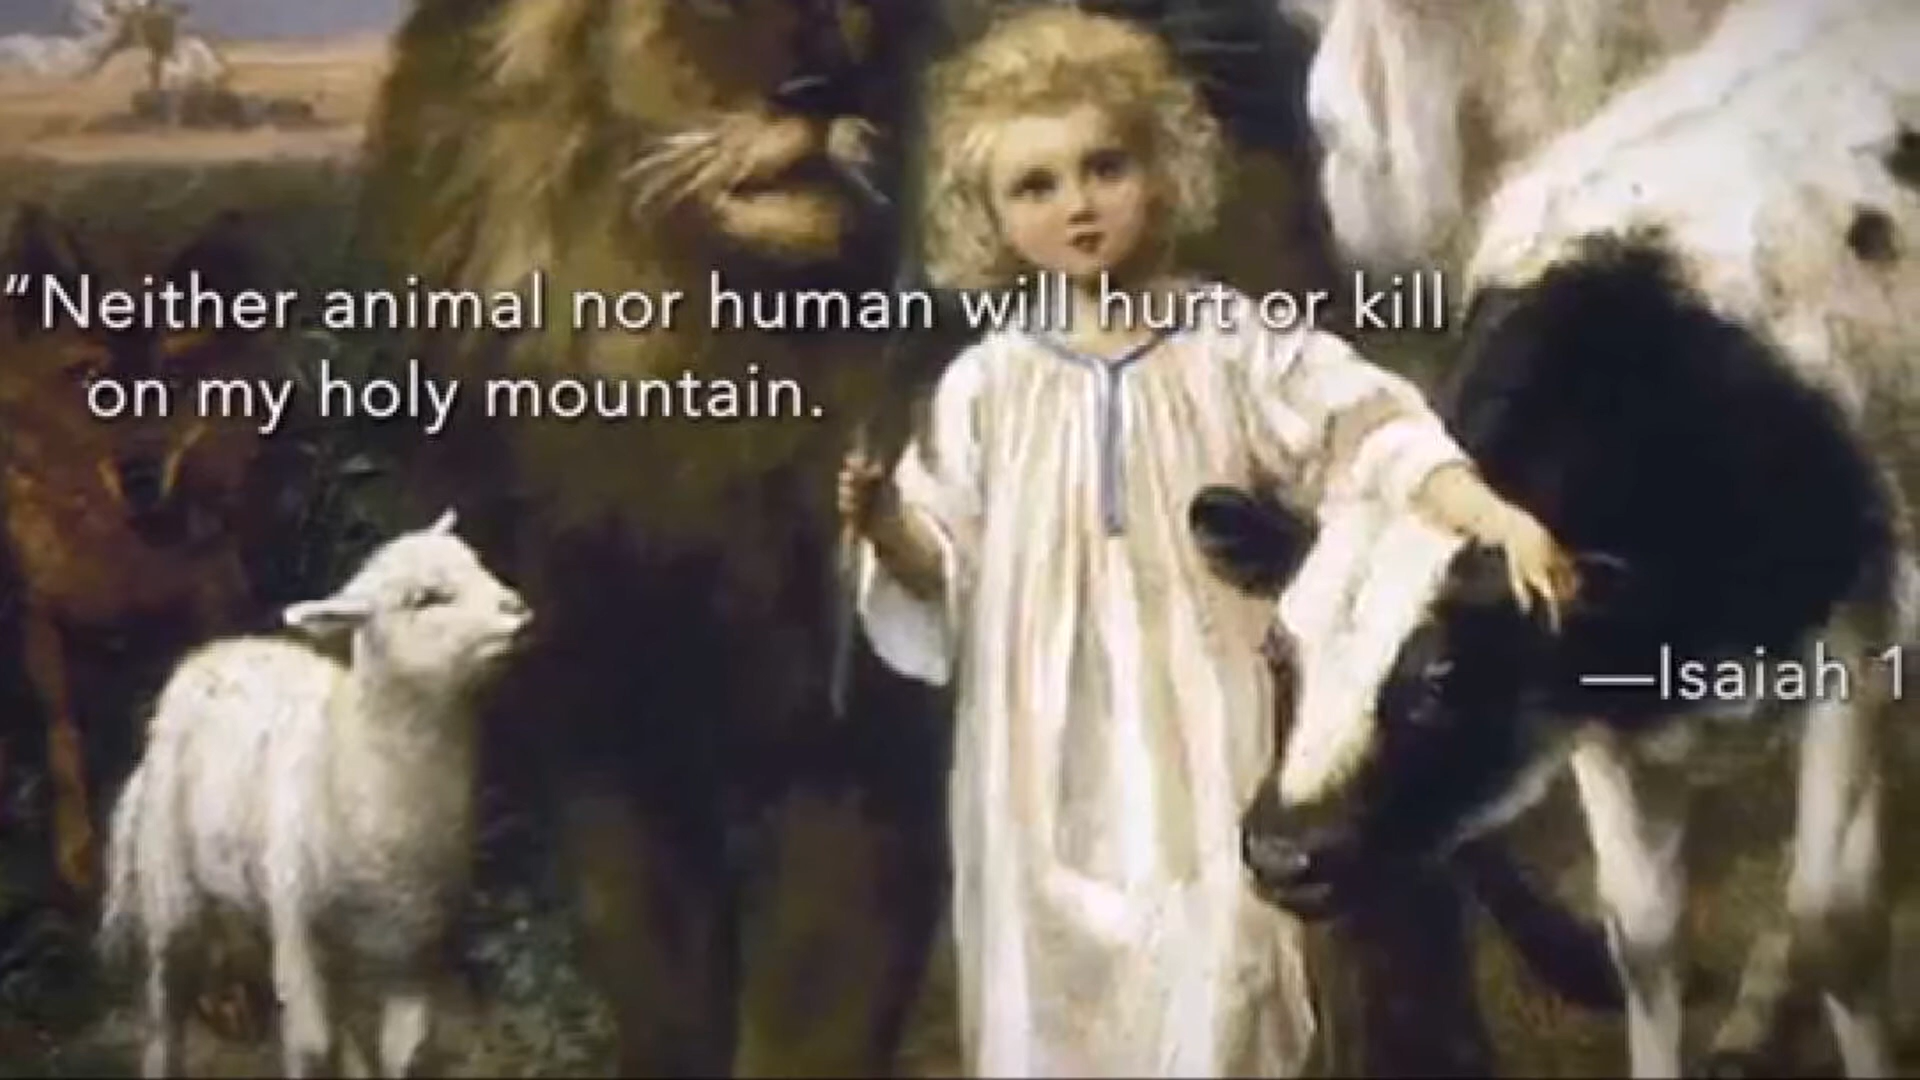 “Neither animal nor human will hurt or kill
on my holy mountain.
—Isaiah 1